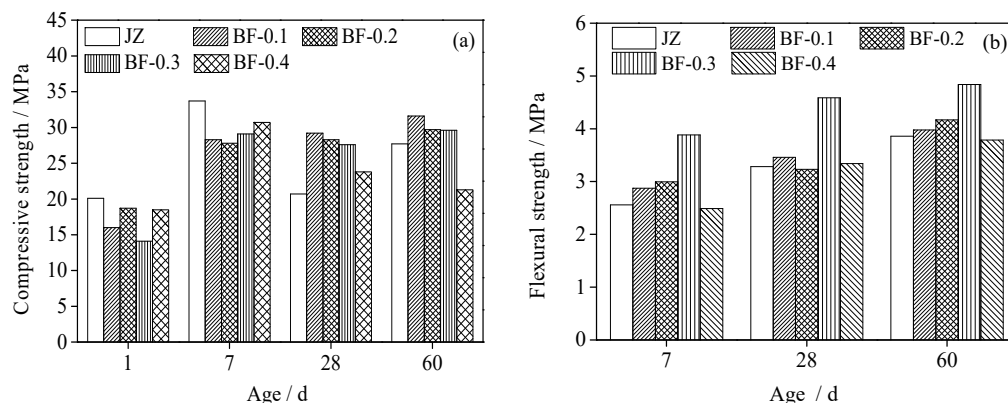 45
40
35
30
25
20
15
10
5
0
Compressive strength / MPa
JZ BF-0.1 BF-0.2
BF-0.3 BF-0.4
(a)
1 7 28 60
Age / d
6
5
4
3
2
1
0
Flexural strength / MPa
JZ BF-0.1 BF-0.2
BF-0.3 BF-0.4
(b)
7 28 60
Age / d